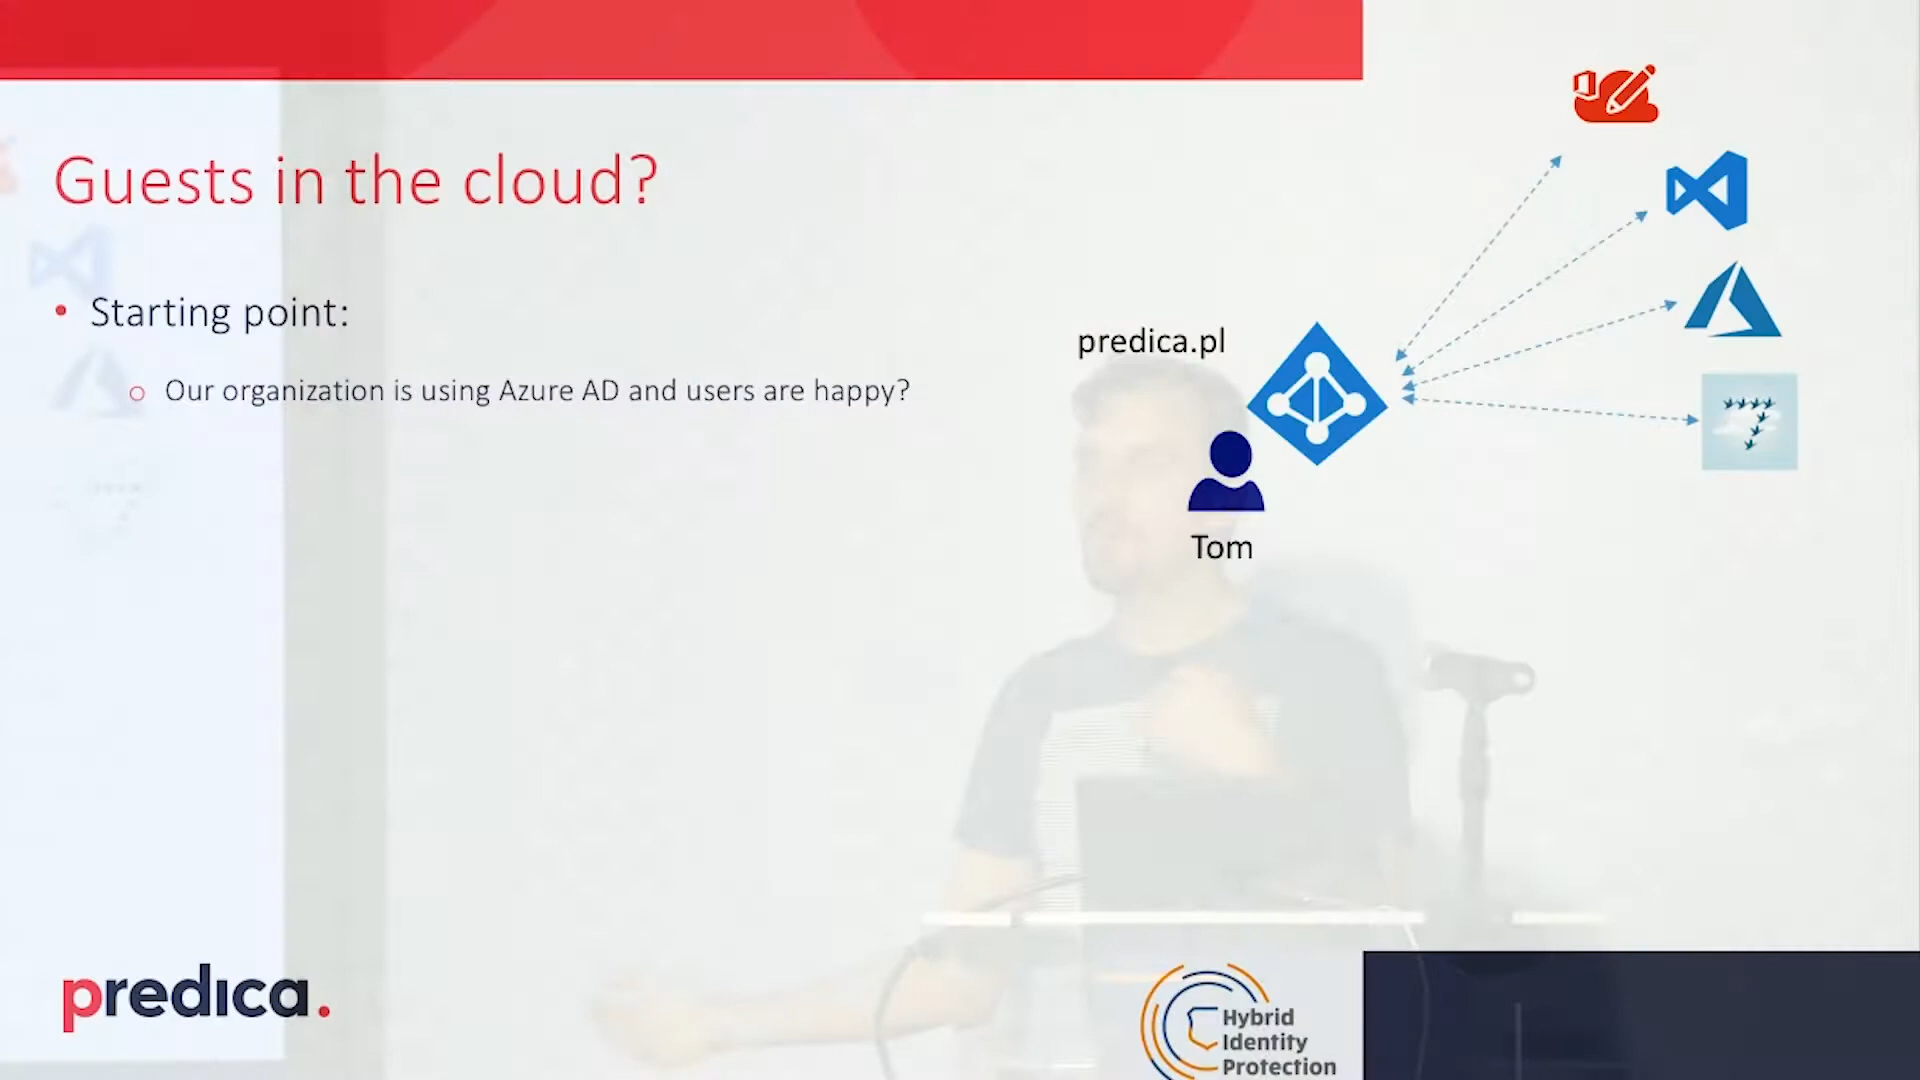 Guests in the cloud?
• Starting point:
o Our organization is using Azure AD and users are happy?
predica.pl
Tom
predica.
Hybrid
Identity
Protection